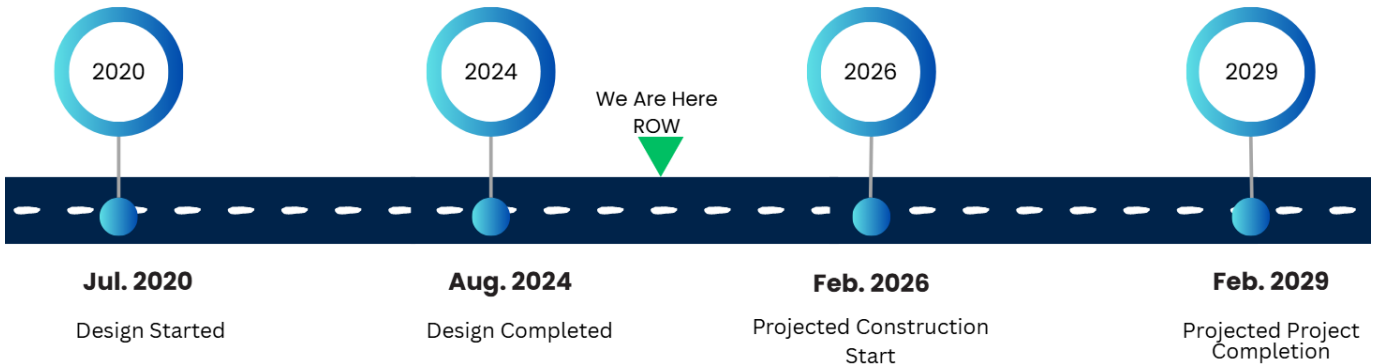 2020
2024
2026
2029
We Are Here
ROW
Jul. 2020
Aug. 2024
Feb. 2026
Feb. 2029
Design Started
Design Completed
Projected Construction
Start
Projected Project
Completion